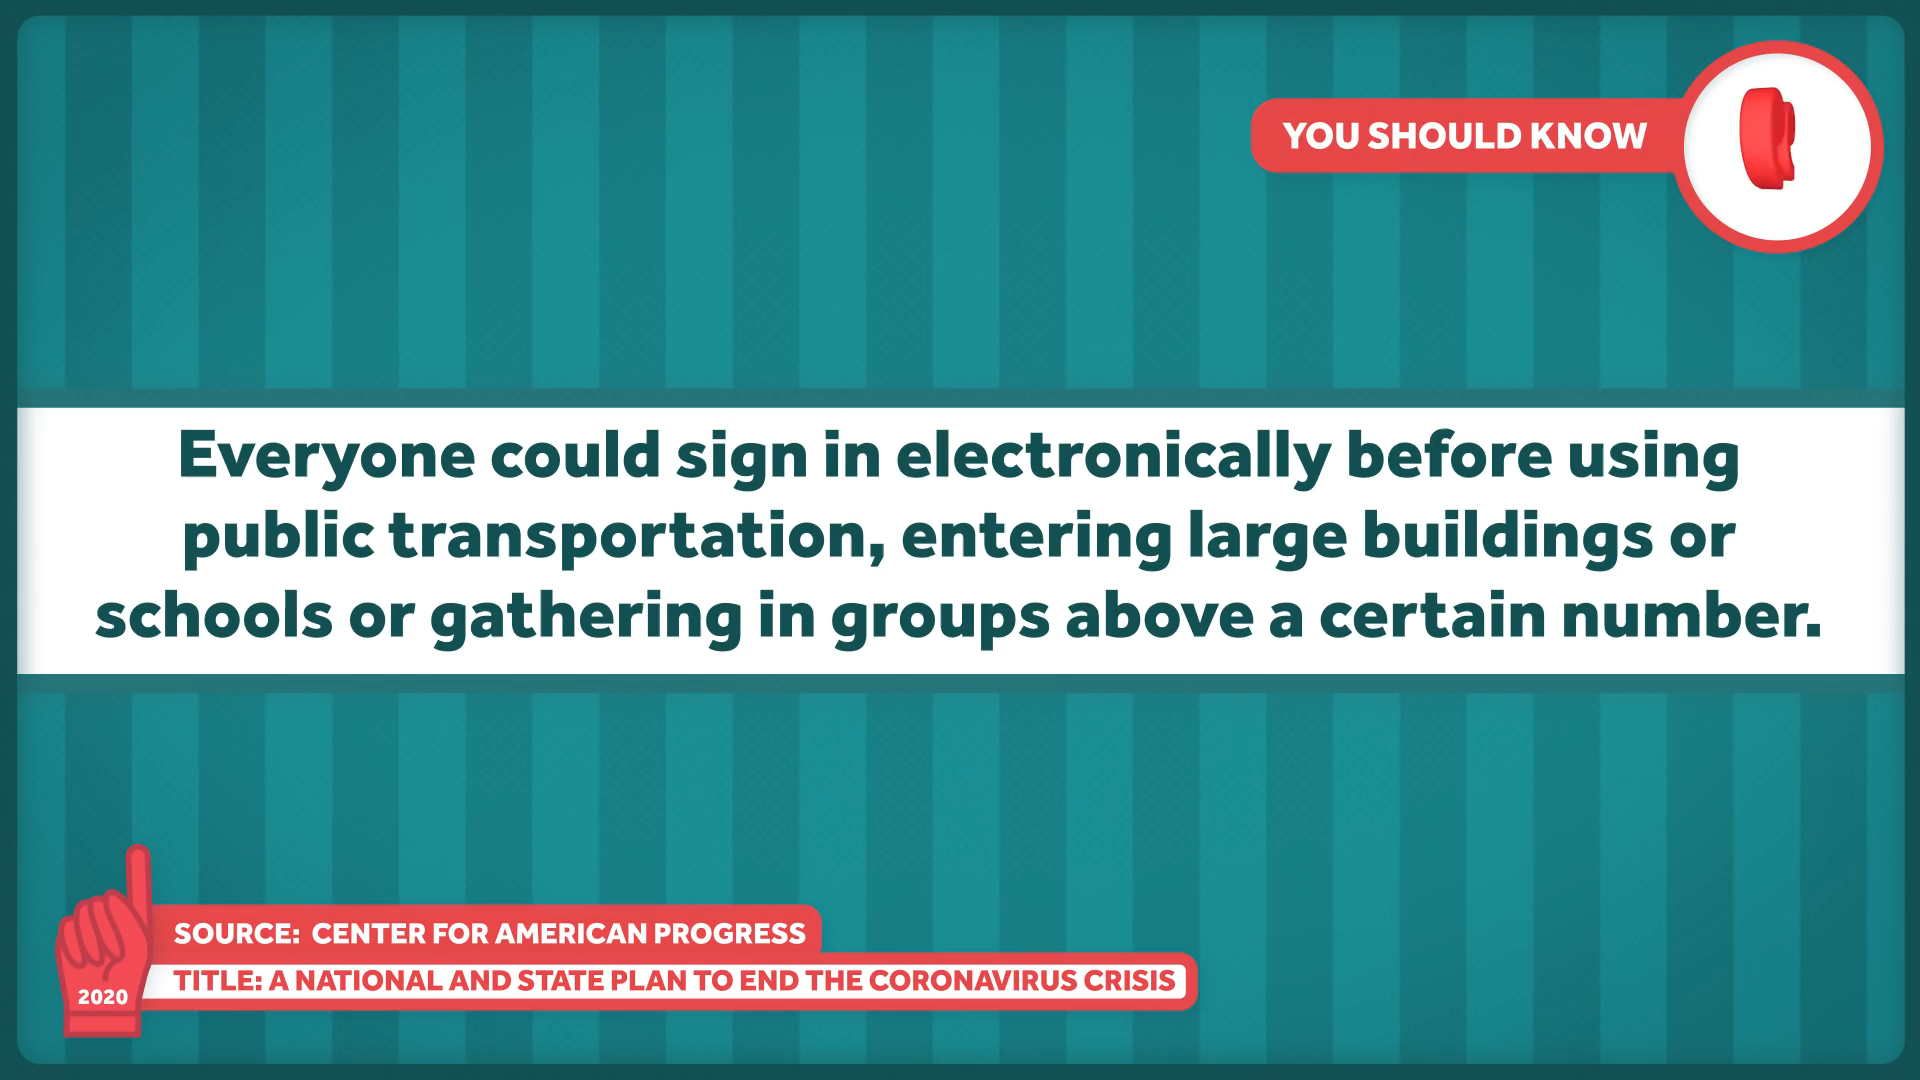 YOU SHOULD KNOW
Everyone could sign in electronically before using
public transportation, entering large buildings or
schools or gathering in groups above a certain number.
SOURCE: CENTER FOR AMERICAN PROGRESS
TITLE: A NATIONAL AND STATE PLAN TO END THE CORONAVIRUS CRISIS
2020